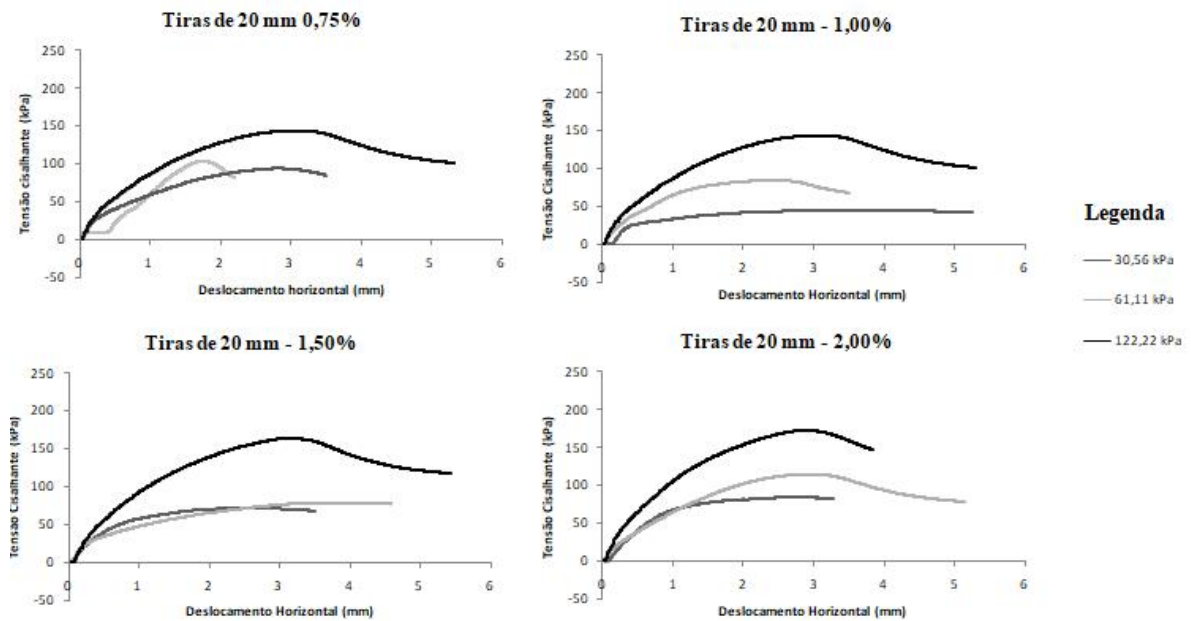 Tiras de 20 mm 0,75%
Tensão cisalhante (kPa)
250
200
150
100
50
0
-50
0 1 2 3 4 5 6
Deslocamento horizontal (mm)
Tiras de 20 mm - 1,00%
Tensão Cisalhante (kPa)
250
200
150
100
50
0
-50
0 1 2 3 4 5 6
Deslocamento Horizontal (mm)
Legenda
30,56 kPa
61,11 kPa
122,22 kPa
Tiras de 20 mm - 1,50%
Tensão Cisalhante (kPa)
250
200
150
100
50
0
-50
0 1 2 3 4 5 6
Deslocamento Horizontal (mm)
Tiras de 20 mm - 2,00%
Tensão Cisalhante (kPa)
250
200
150
100
50
0
-50
0 1 2 3 4 5 6
Deslocamento Horizontal (mm)